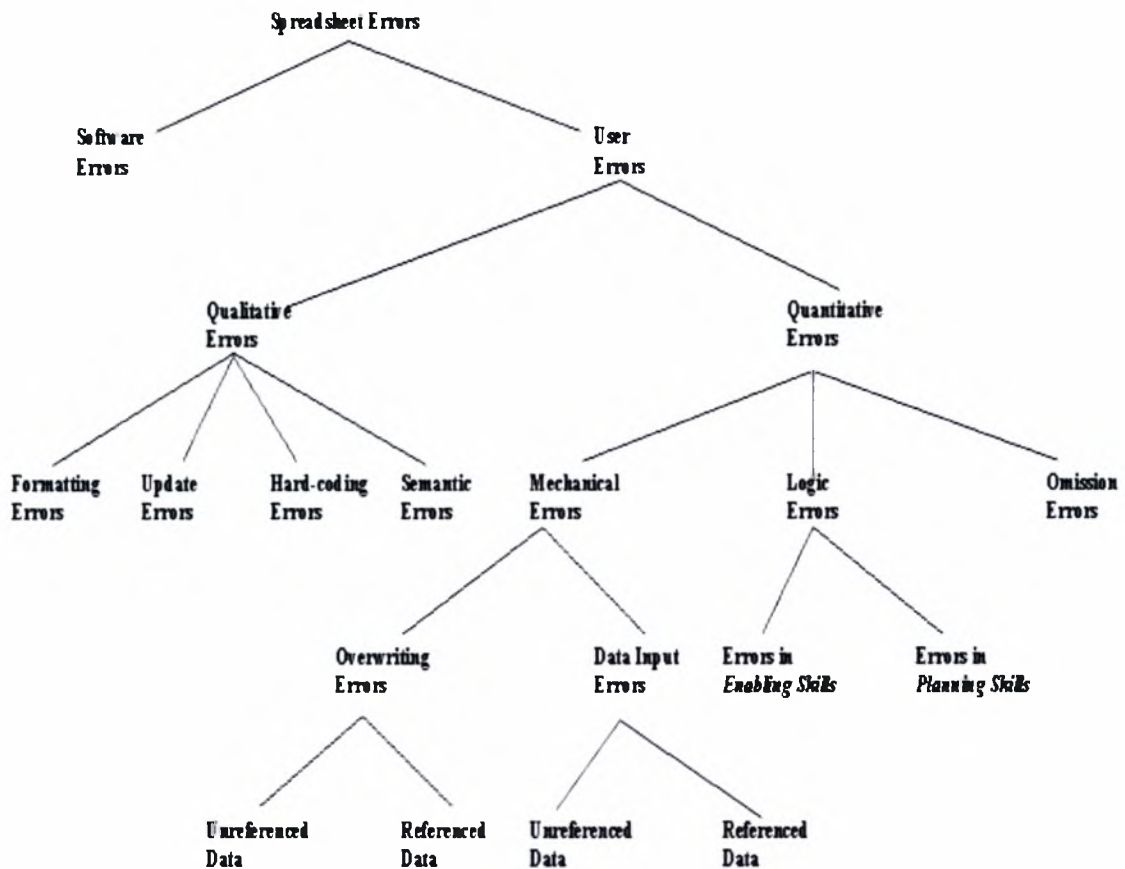 Spreadsheet Errors
Software
Errors
User
Errors
Qualitative
Errors
Quantitative
Errors
Formatting
Errors
Update
Errors
Hard-coding
Errors
Semantic
Errors
Mechanical
Errors
Logic
Errors
Omission
Errors
Overwriting
Errors
Data Input
Errors
Errors in
Enabling Skills
Errors in
Planning Skills
Unreferenced
Data
Referenced
Data
Unreferenced
Data
Referenced
Data